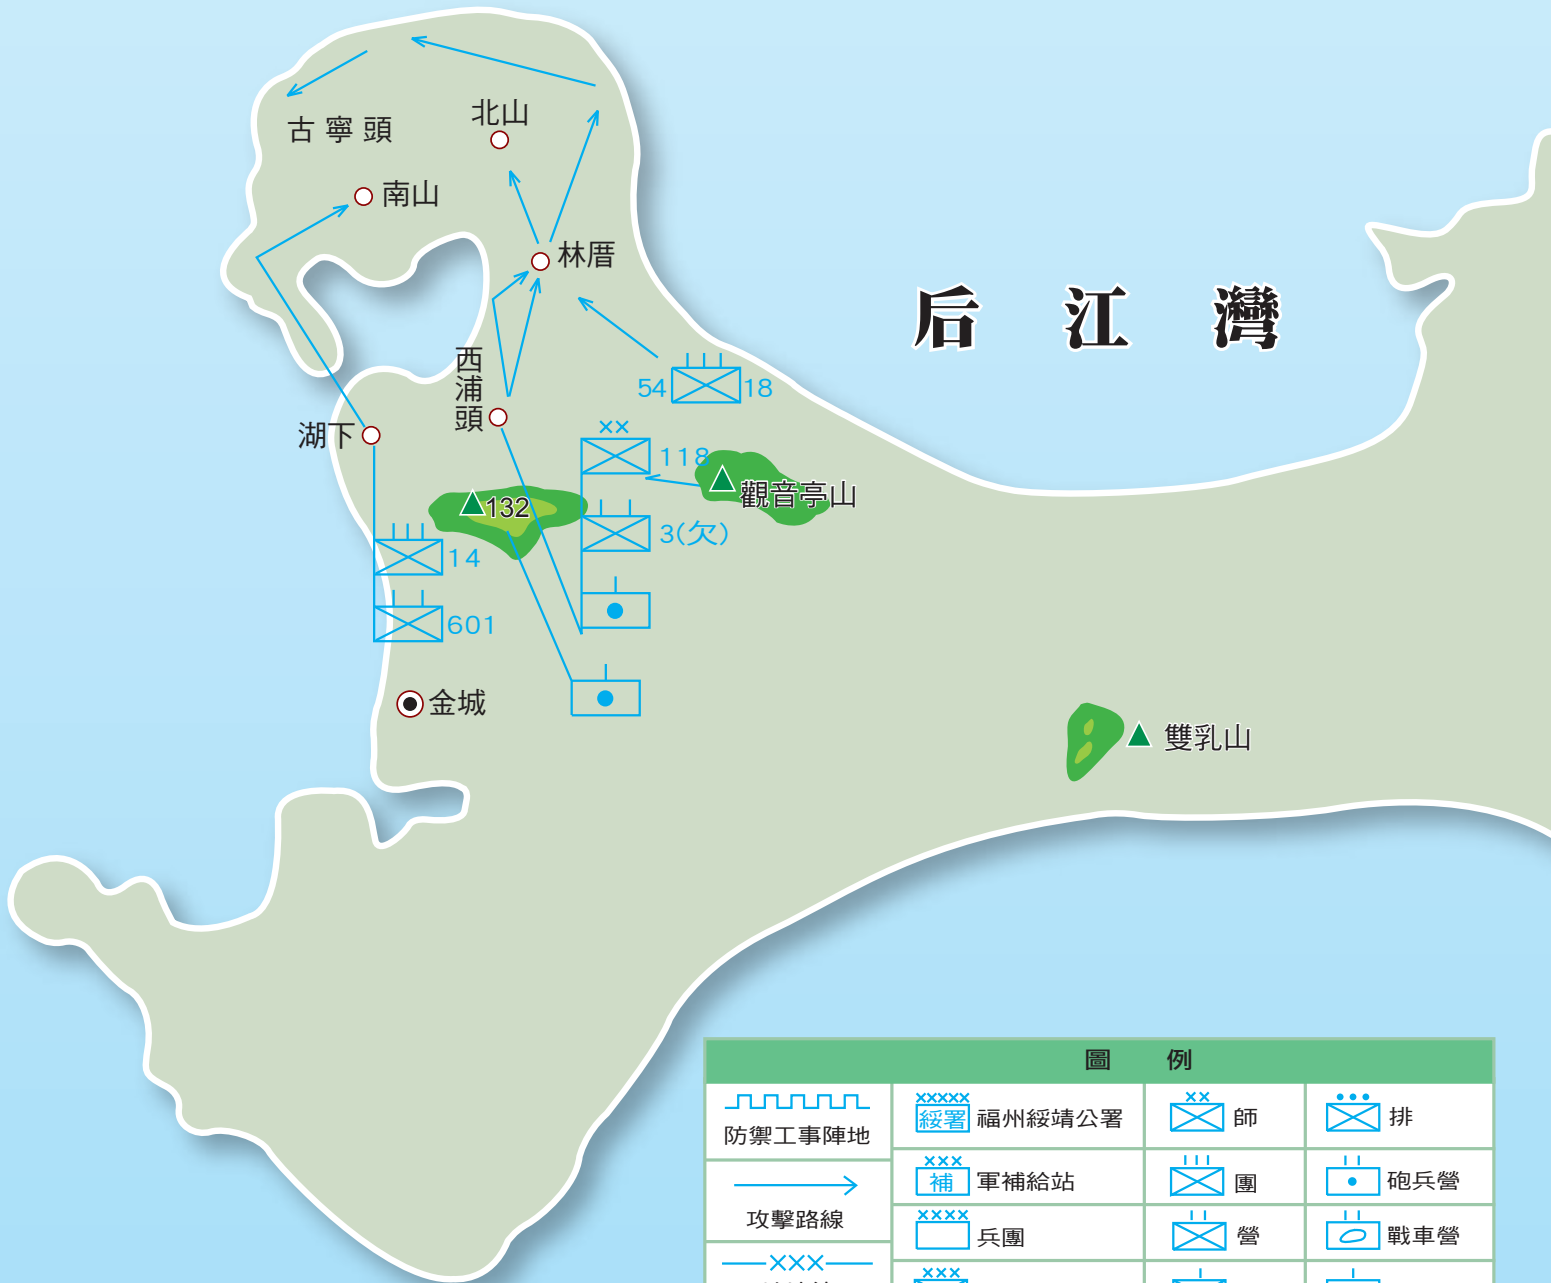 北山
古寧頭
南山
林厝
后江灣
西浦頭
54 18
湖下
118
觀音亭山
132
3(欠)
14
601
金城
雙乳山
圖例
防禦工事陣地
攻擊路線
綏署 福州綏靖公署
師
排
補 軍補給站
團
砲兵營
兵團
營
戰車營